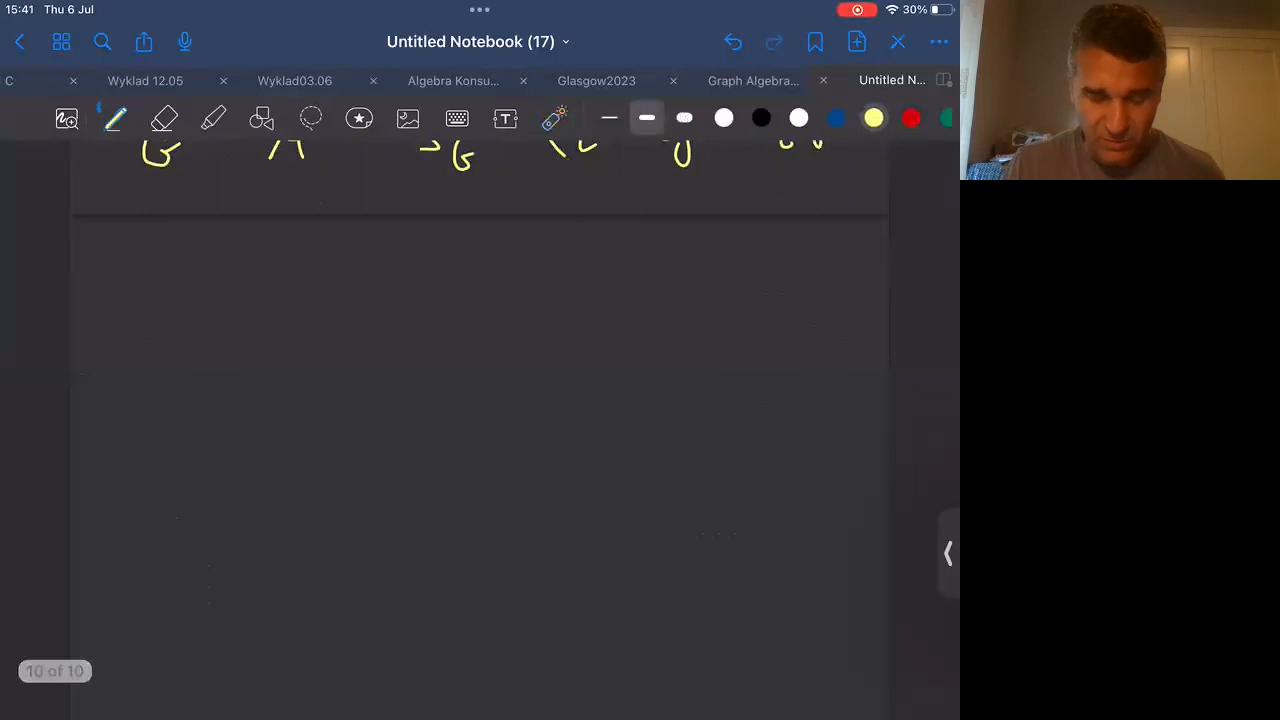 15:41 Thu 6 Jul
30%
Untitled Notebook (17)
C Wyklad 12.05 Wyklad03.06 Algebra Konsu... Glasgow2023 Graph Algebra... Untitled N...
T
10 of 10